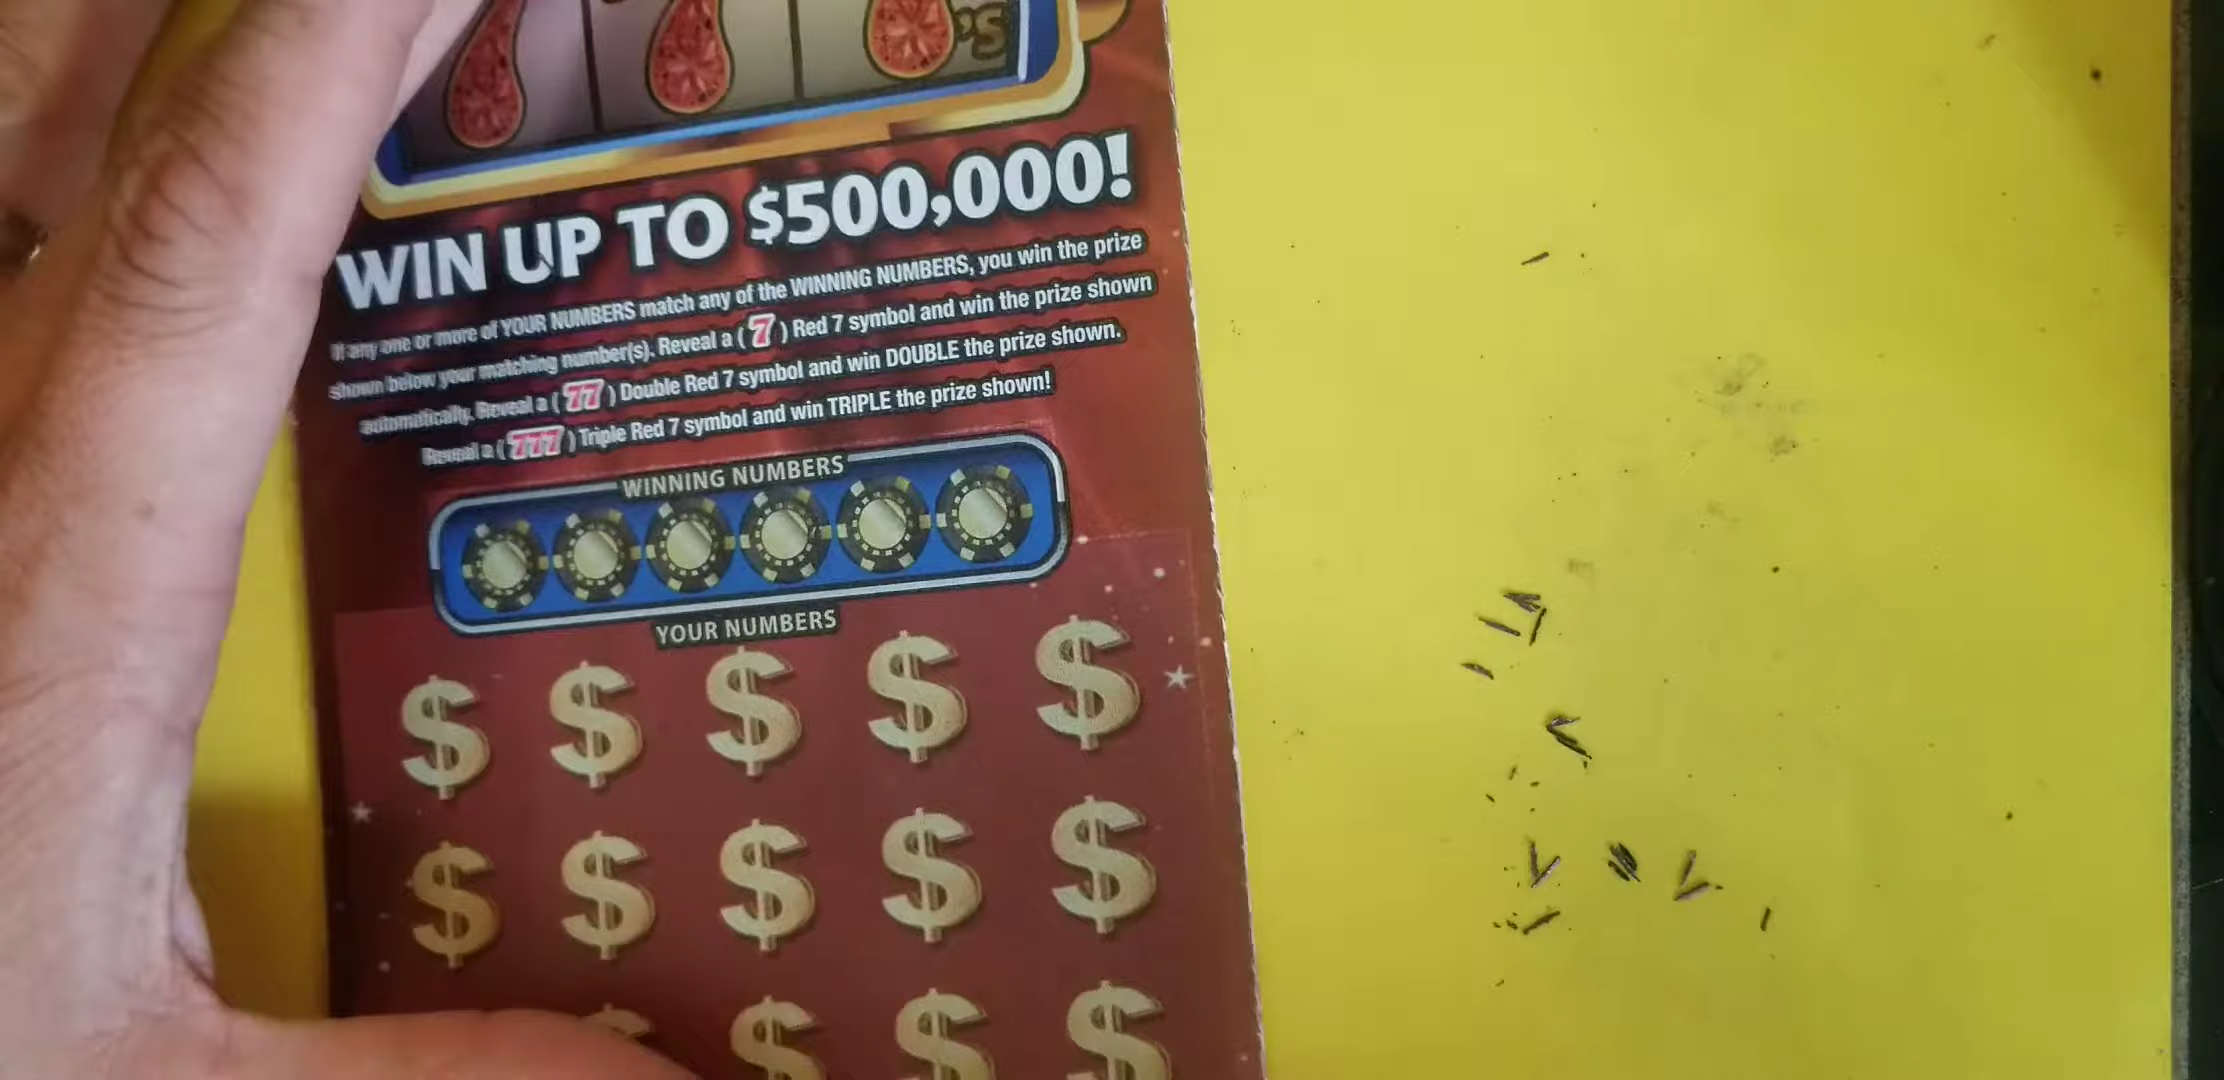 'S
WIN UP TO $500,000!
If any one or more of YOUR NUMBERS match any of the WINNING NUMBERS, you win the prize
shown below your matching number(s). Reveal a ( 7 ) Red 7 symbol and win the prize shown
automatically. Reveal a ( 77 ) Double Red 7 symbol and win DOUBLE the prize shown.
Reveal a ( 777 ) Triple Red 7 symbol and win TRIPLE the prize shown!
WINNING NUMBERS
YOUR NUMBERS
$ $ $ $ $
$ $ $ $ $
$ $ $ $